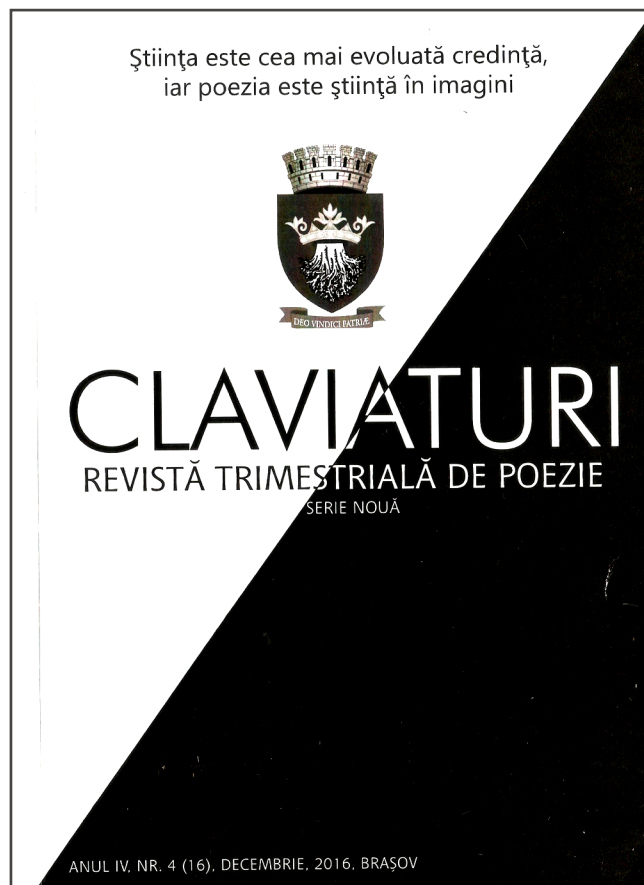 Ştiinţa este cea mai evoluată credinţă,
iar poezia este ştiinţă în imagini
DEO VINDICI PATRIÆ
CLAVIATURI
REVISTĂ TRIMESTRIALĂ DE POEZIE
SERIE NOUĂ
ANUL IV, NR. 4 (16), DECEMBRIE, 2016, BRAŞOV